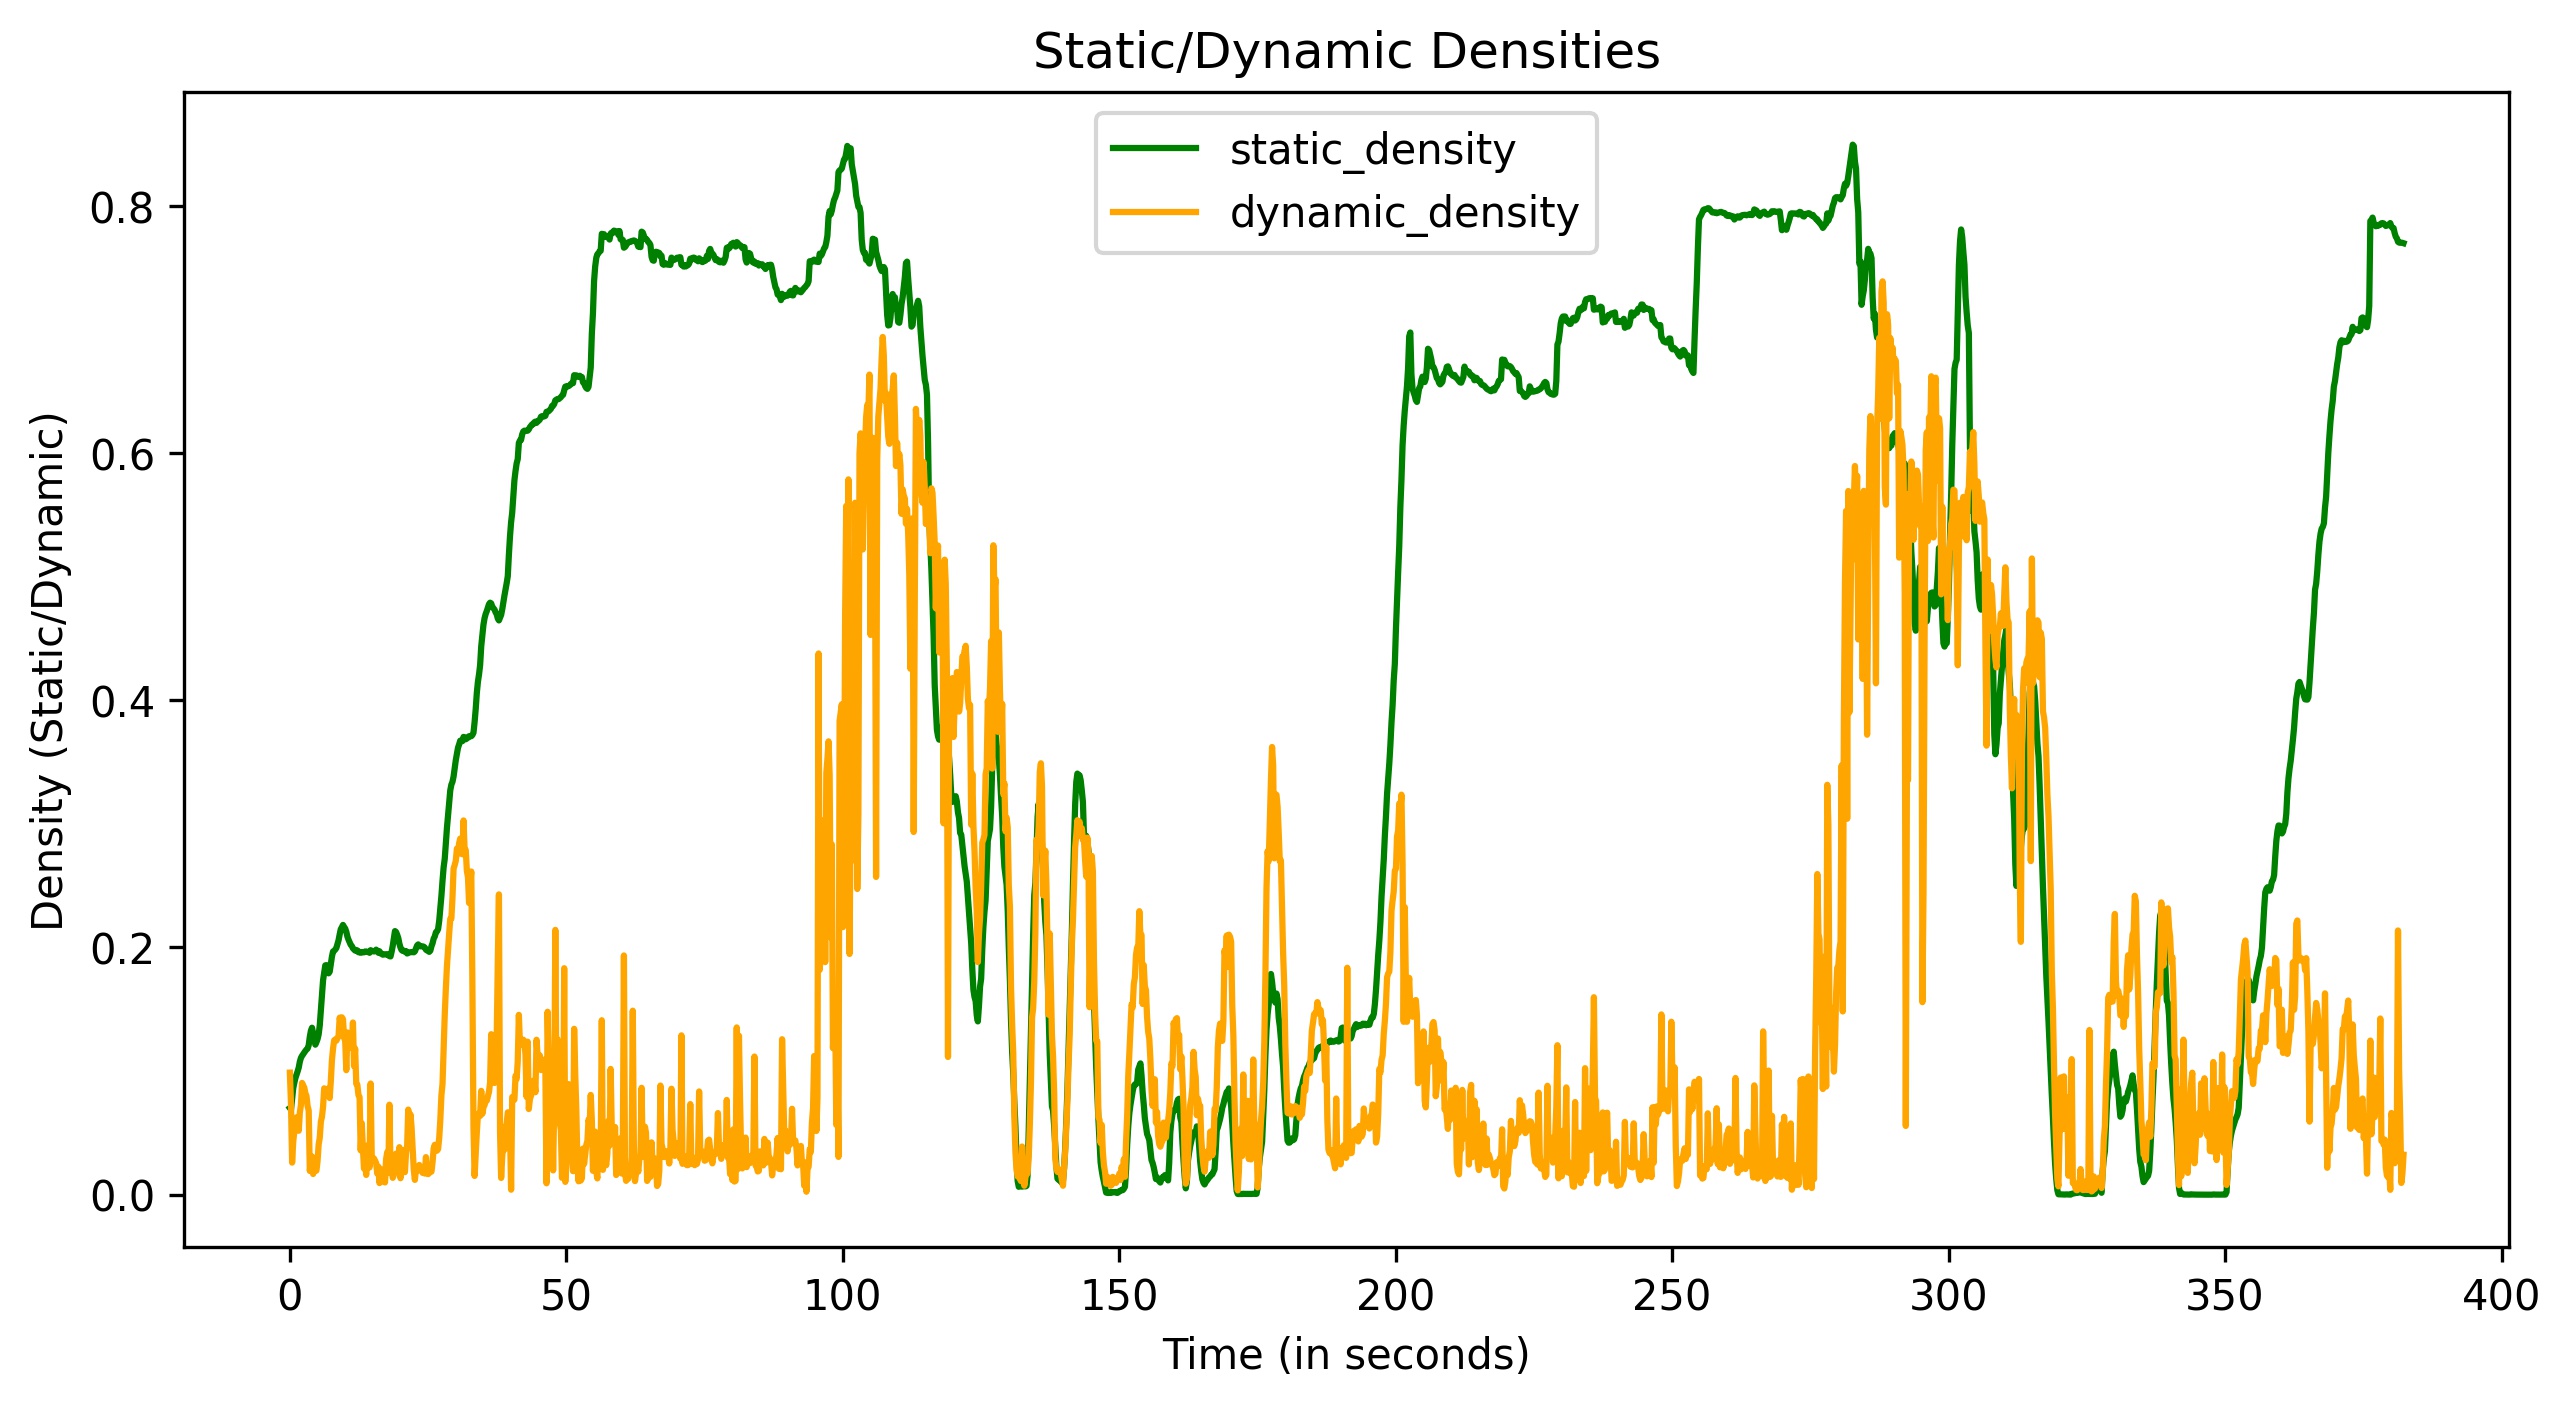 Static/Dynamic Densities
static_density
dynamic_density
Density (Static/Dynamic)
0.8
0.6
0.4
0.2
0.0
0 50 100 150 200 250 300 350 400
Time (in seconds)